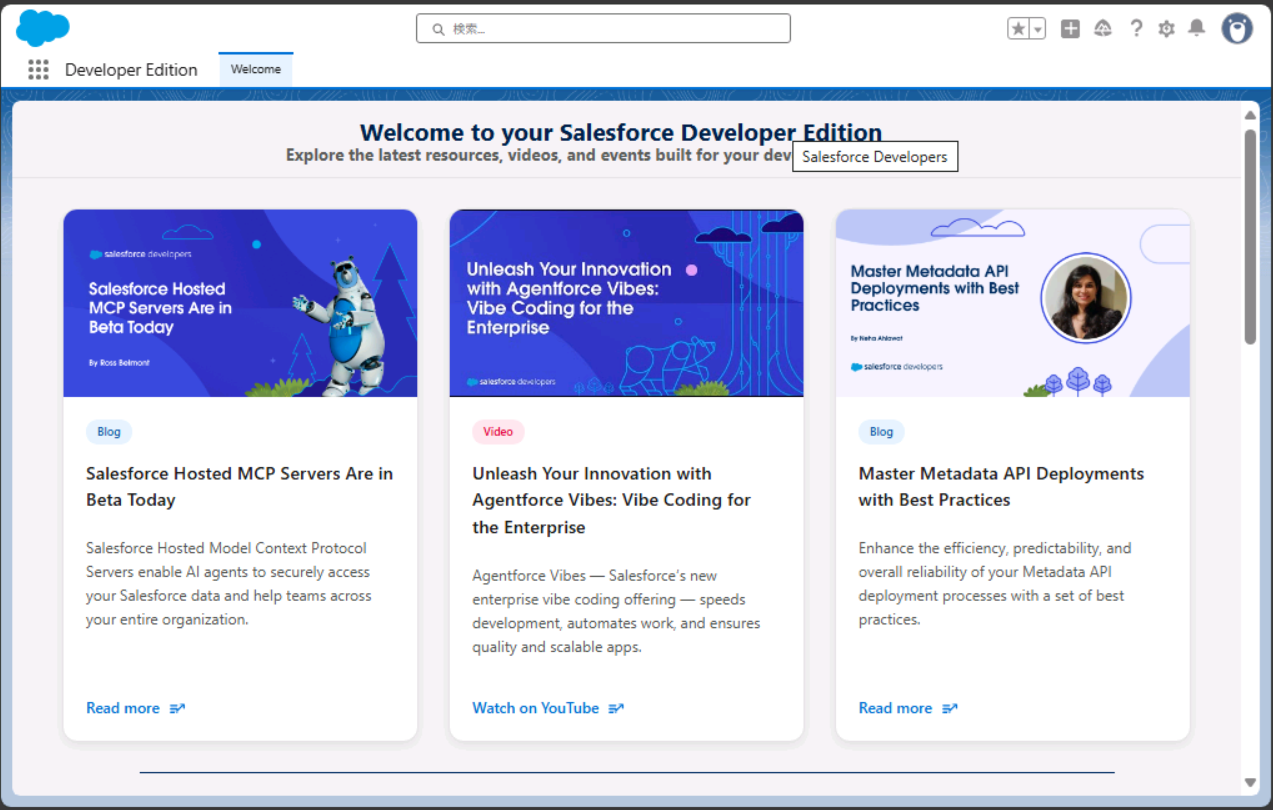 検索...
Developer Edition
Welcome
Welcome to your Salesforce Developer Edition
Explore the latest resources, videos, and events built for your dev
Salesforce Developers
salesforce developers
Salesforce Hosted
MCP Servers Are in
Beta Today
By Ross Belmont
Blog
Salesforce Hosted MCP Servers Are in
Beta Today
Salesforce Hosted Model Context Protocol
Servers enable AI agents to securely access
your Salesforce data and help teams across
your entire organization.
Read more
Unleash Your Innovation
with Agentforce Vibes:
Vibe Coding for the
Enterprise
salesforce developers
Video
Unleash Your Innovation with
Agentforce Vibes: Vibe Coding for
the Enterprise
Agentforce Vibes — Salesforce's new
enterprise vibe coding offering — speeds
development, automates work, and ensures
quality and scalable apps.
Watch on YouTube
Master Metadata API
Deployments with Best
Practices
By Neha Ahlawat
salesforce developers
Blog
Master Metadata API Deployments
with Best Practices
Enhance the efficiency, predictability, and
overall reliability of your Metadata API
deployment processes with a set of best
practices.
Read more